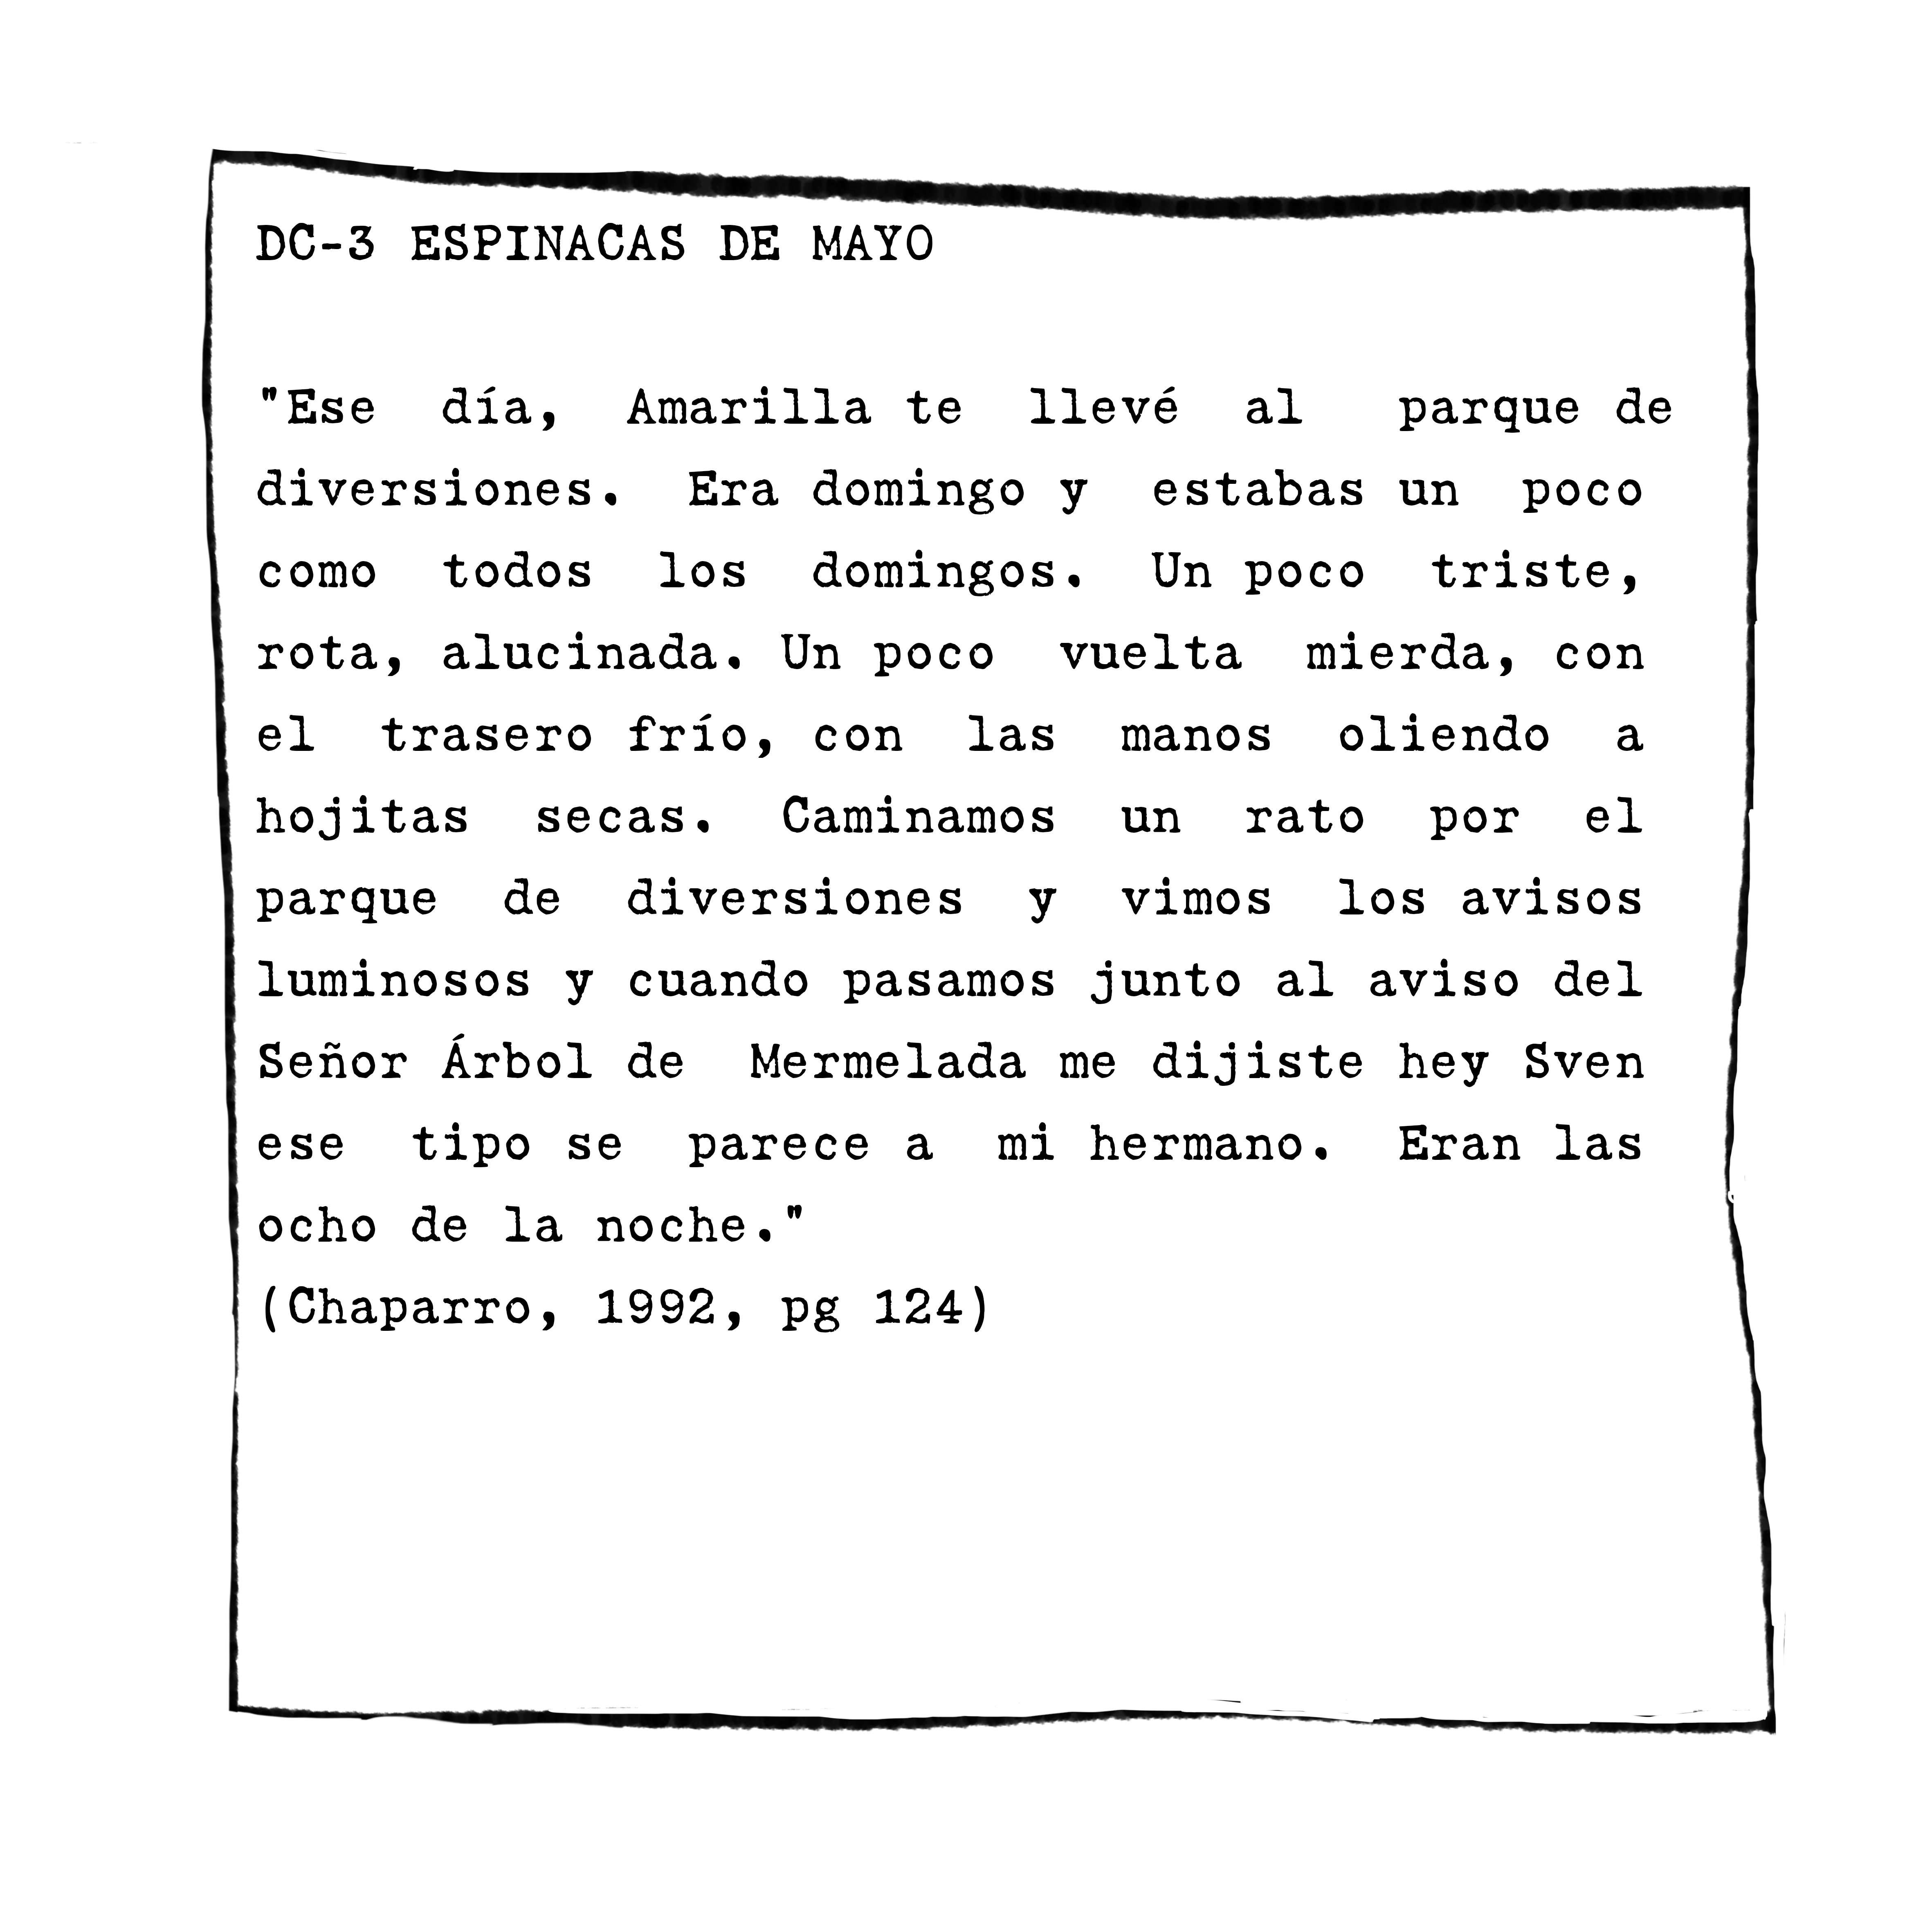 DC-3 ESPINACAS DE MAYO
"Ese día, Amarilla te llevé al parque de
diversiones. Era domingo y estabas un poco
como todos los domingos. Un poco triste,
rota, alucinada. Un poco vuelta mierda, con
el trasero frío, con las manos oliendo a
hojitas secas. Caminamos un rato por el
parque de diversiones y vimos los avisos
luminosos y cuando pasamos junto al aviso del
Señor Árbol de Mermelada me dijiste hey Sven
ese tipo se parece a mi hermano. Eran las
ocho de la noche."
(Chaparro, 1992, pg 124)